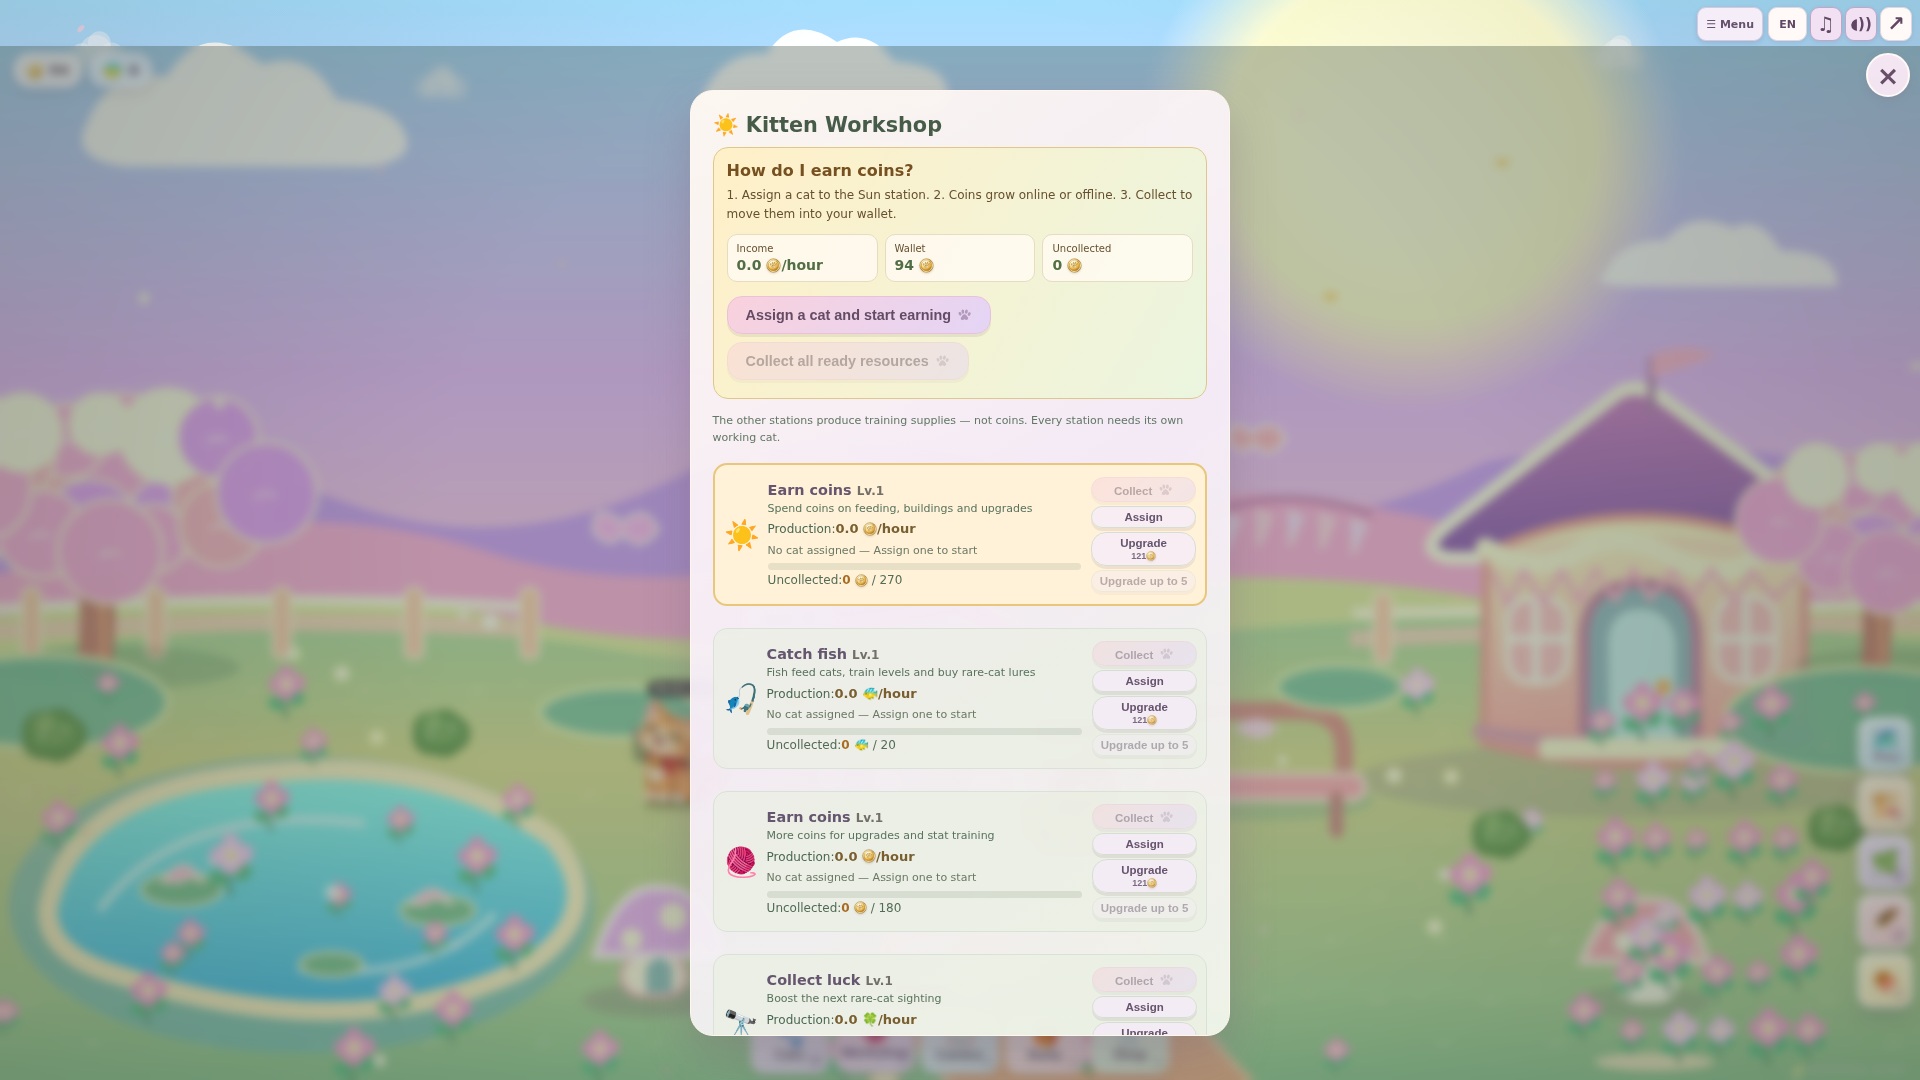 ☰ Menu
EN
Kitten Workshop
How do I earn coins?
1. Assign a cat to the Sun station. 2. Coins grow online or offline. 3. Collect to
move them into your wallet.
Income
0.0 /hour
Wallet
94
Uncollected
0
Assign a cat and start earning
Collect all ready resources
The other stations produce training supplies — not coins. Every station needs its own
working cat.
Earn coins Lv.1
Spend coins on feeding, buildings and upgrades
Production:0.0 /hour
No cat assigned — Assign one to start
Uncollected:0 / 270
Collect
Assign
Upgrade
121
Upgrade up to 5
Catch fish Lv.1
Fish feed cats, train levels and buy rare-cat lures
Production:0.0 /hour
No cat assigned — Assign one to start
Uncollected:0 / 20
Collect
Assign
Upgrade
121
Upgrade up to 5
Earn coins Lv.1
More coins for upgrades and stat training
Production:0.0 /hour
No cat assigned — Assign one to start
Uncollected:0 / 180
Collect
Assign
Upgrade
121
Upgrade up to 5
Collect luck Lv.1
Boost the next rare-cat sighting
Production:0.0 /hour
Collect
Assign
Upgrade